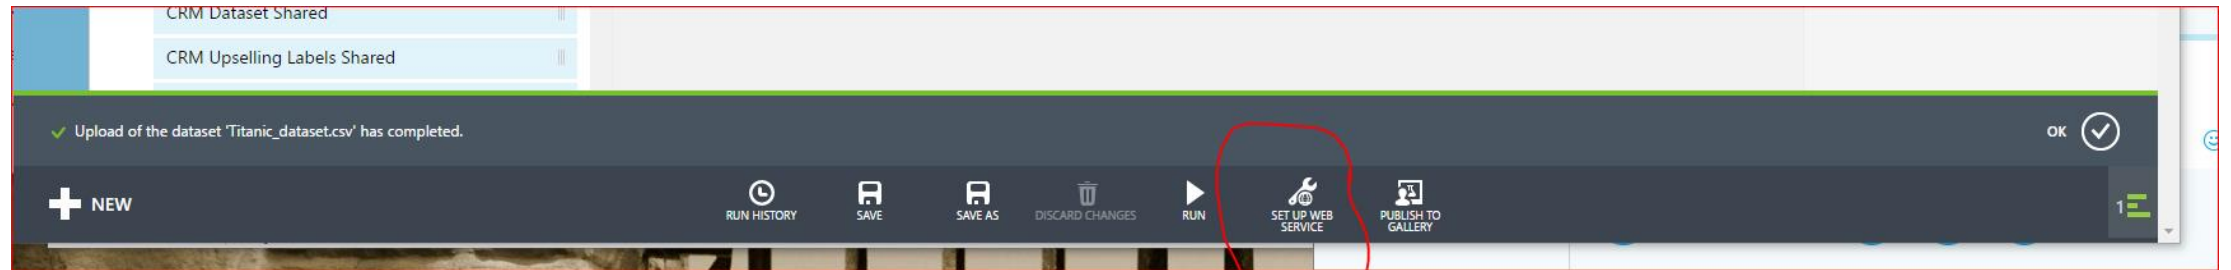 CRM Dataset Shared
CRM Upselling Labels Shared
Upload of the dataset 'Titanic_dataset.csv' has completed.
OK
NEW
RUN HISTORY
SAVE
SAVE AS
DISCARD CHANGES
RUN
SET UP WEB
SERVICE
PUBLISH TO
GALLERY
1